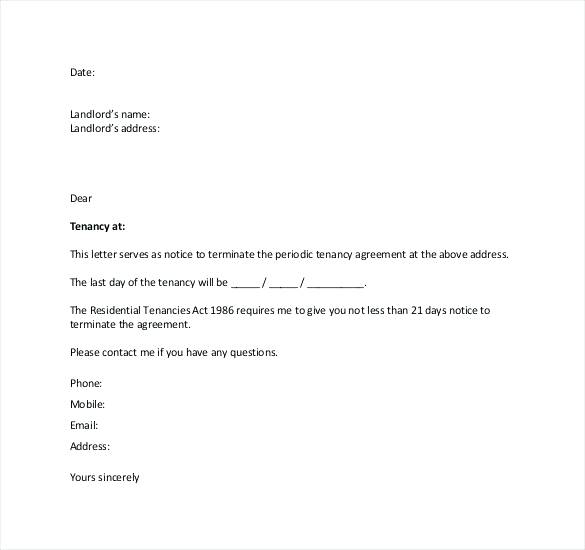 Date:
Landlord's name:
Landlord's address:
Dear
Tenancy at:
This letter serves as notice to terminate the periodic tenancy agreement at the above address.
The last day of the tenancy will be _____ / _____ / __________.
The Residential Tenancies Act 1986 requires me to give you not less than 21 days notice to
terminate the agreement.
Please contact me if you have any questions.
Phone:
Mobile:
Email:
Address:
Yours sincerely